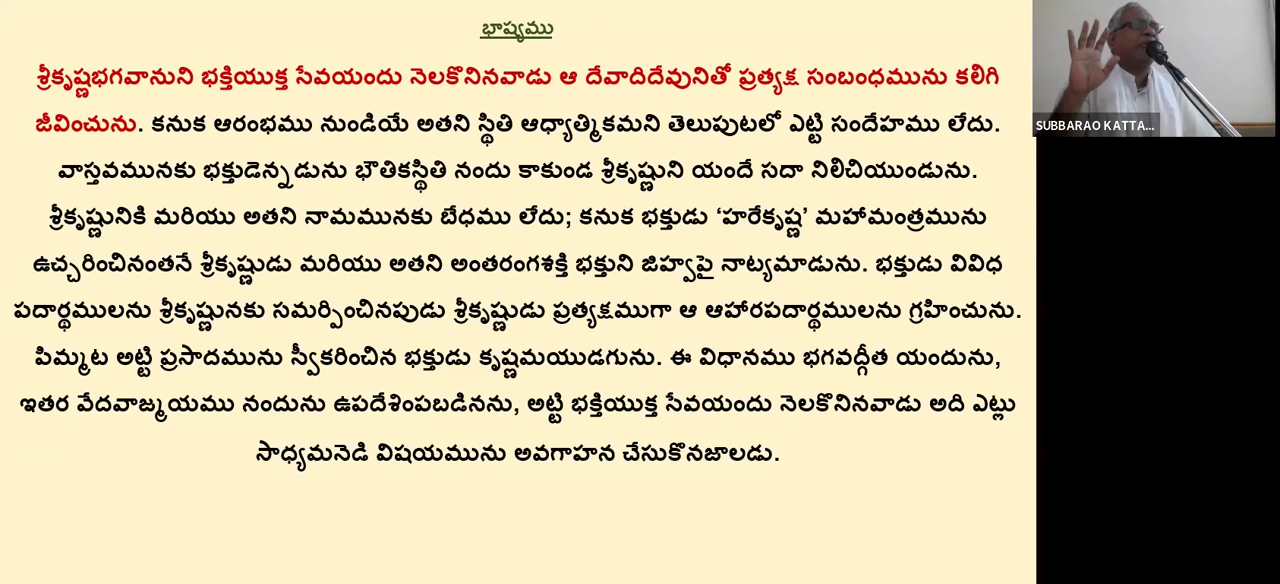 భాష్యము
శ్రీకృష్ణభగవానుని భక్తియుక్త సేవయందు నెలకొనినవాడు ఆ దేవాదిదేవునితో ప్రత్యక్ష సంబంధమును కలిగి
జీవించును. కనుక ఆరంభము నుండియే అతని స్థితి ఆధ్యాత్మికమని తెలుపుటలో ఎట్టి సందేహము లేదు.
వాస్తవమునకు భక్తుడెన్నడును భౌతికస్థితి నందు కాకుండ శ్రీకృష్ణుని యందే సదా నిలిచియుండును.
శ్రీకృష్ణునికి మరియు అతని నామమునకు బేధము లేదు; కనుక భక్తుడు ‘హరేకృష్ణ’ మహామంత్రమును
ఉచ్చరించినంతనే శ్రీకృష్ణుడు మరియు అతని అంతరంగశక్తి భక్తుని జిహ్వపై నాట్యమాడును. భక్తుడు వివిధ
పదార్థములను శ్రీకృష్ణునకు సమర్పించినపుడు శ్రీకృష్ణుడు ప్రత్యక్షముగా ఆ ఆహారపదార్థములను గ్రహించును.
పిమ్మట అట్టి ప్రసాదమును స్వీకరించిన భక్తుడు కృష్ణమయుడగును. ఈ విధానము భగవద్గీత యందును,
ఇతర వేదవాఙ్మయము నందును ఉపదేశింపబడినను, అట్టి భక్తియుక్త సేవయందు నెలకొనినవాడు అది ఎట్లు
సాధ్యమనెడి విషయమును అవగాహన చేసుకొనజాలడు.
SUBBARAO KATTA...